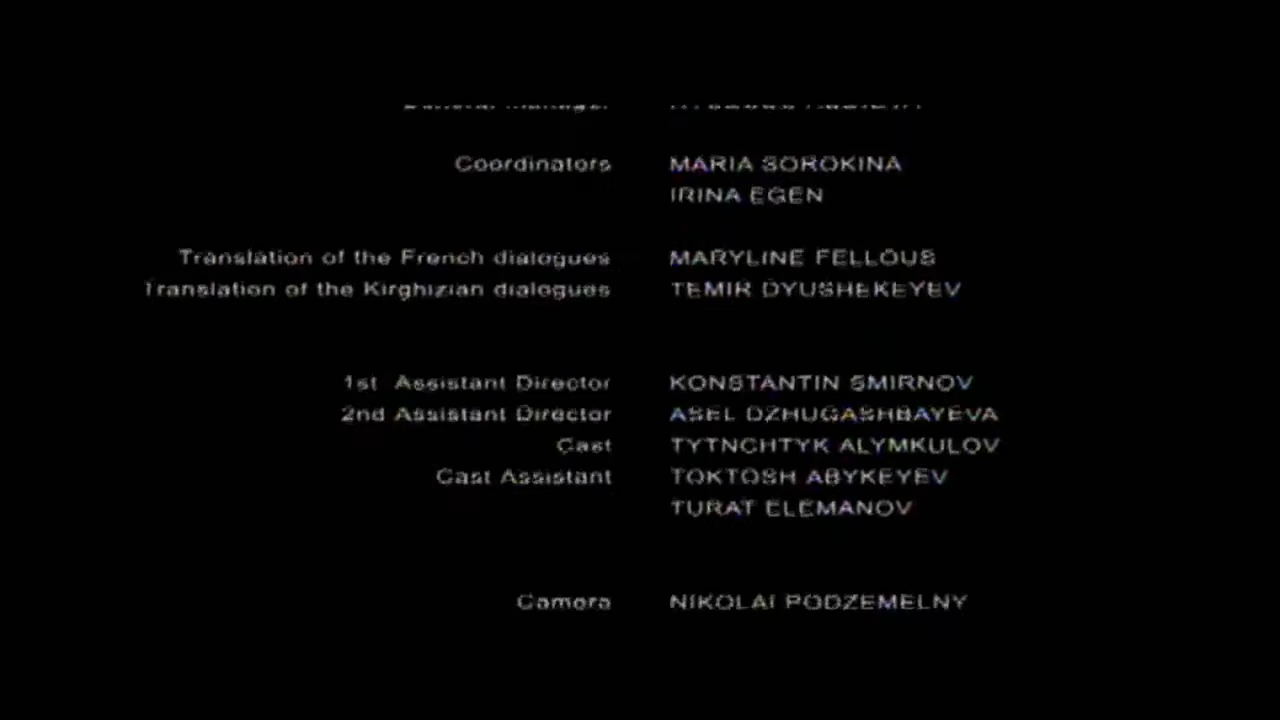 Coordinators MARIA SOROKINA
IRINA EGEN
Translation of the French dialogues MARYLINE FELLOUS
Translation of the Kirghizian dialogues TEMIR DYUSHEKEYEV
1st Assistant Director KONSTANTIN SMIRNOV
2nd Assistant Director ASEL DZHUGASHBAYEVA
Cast TYTNCHTYK ALYMKULOV
Cast Assistant TOKTOSH ABYKEYEV
TURAT ELEMANOV
Camera NIKOLAI PODZEMELNY